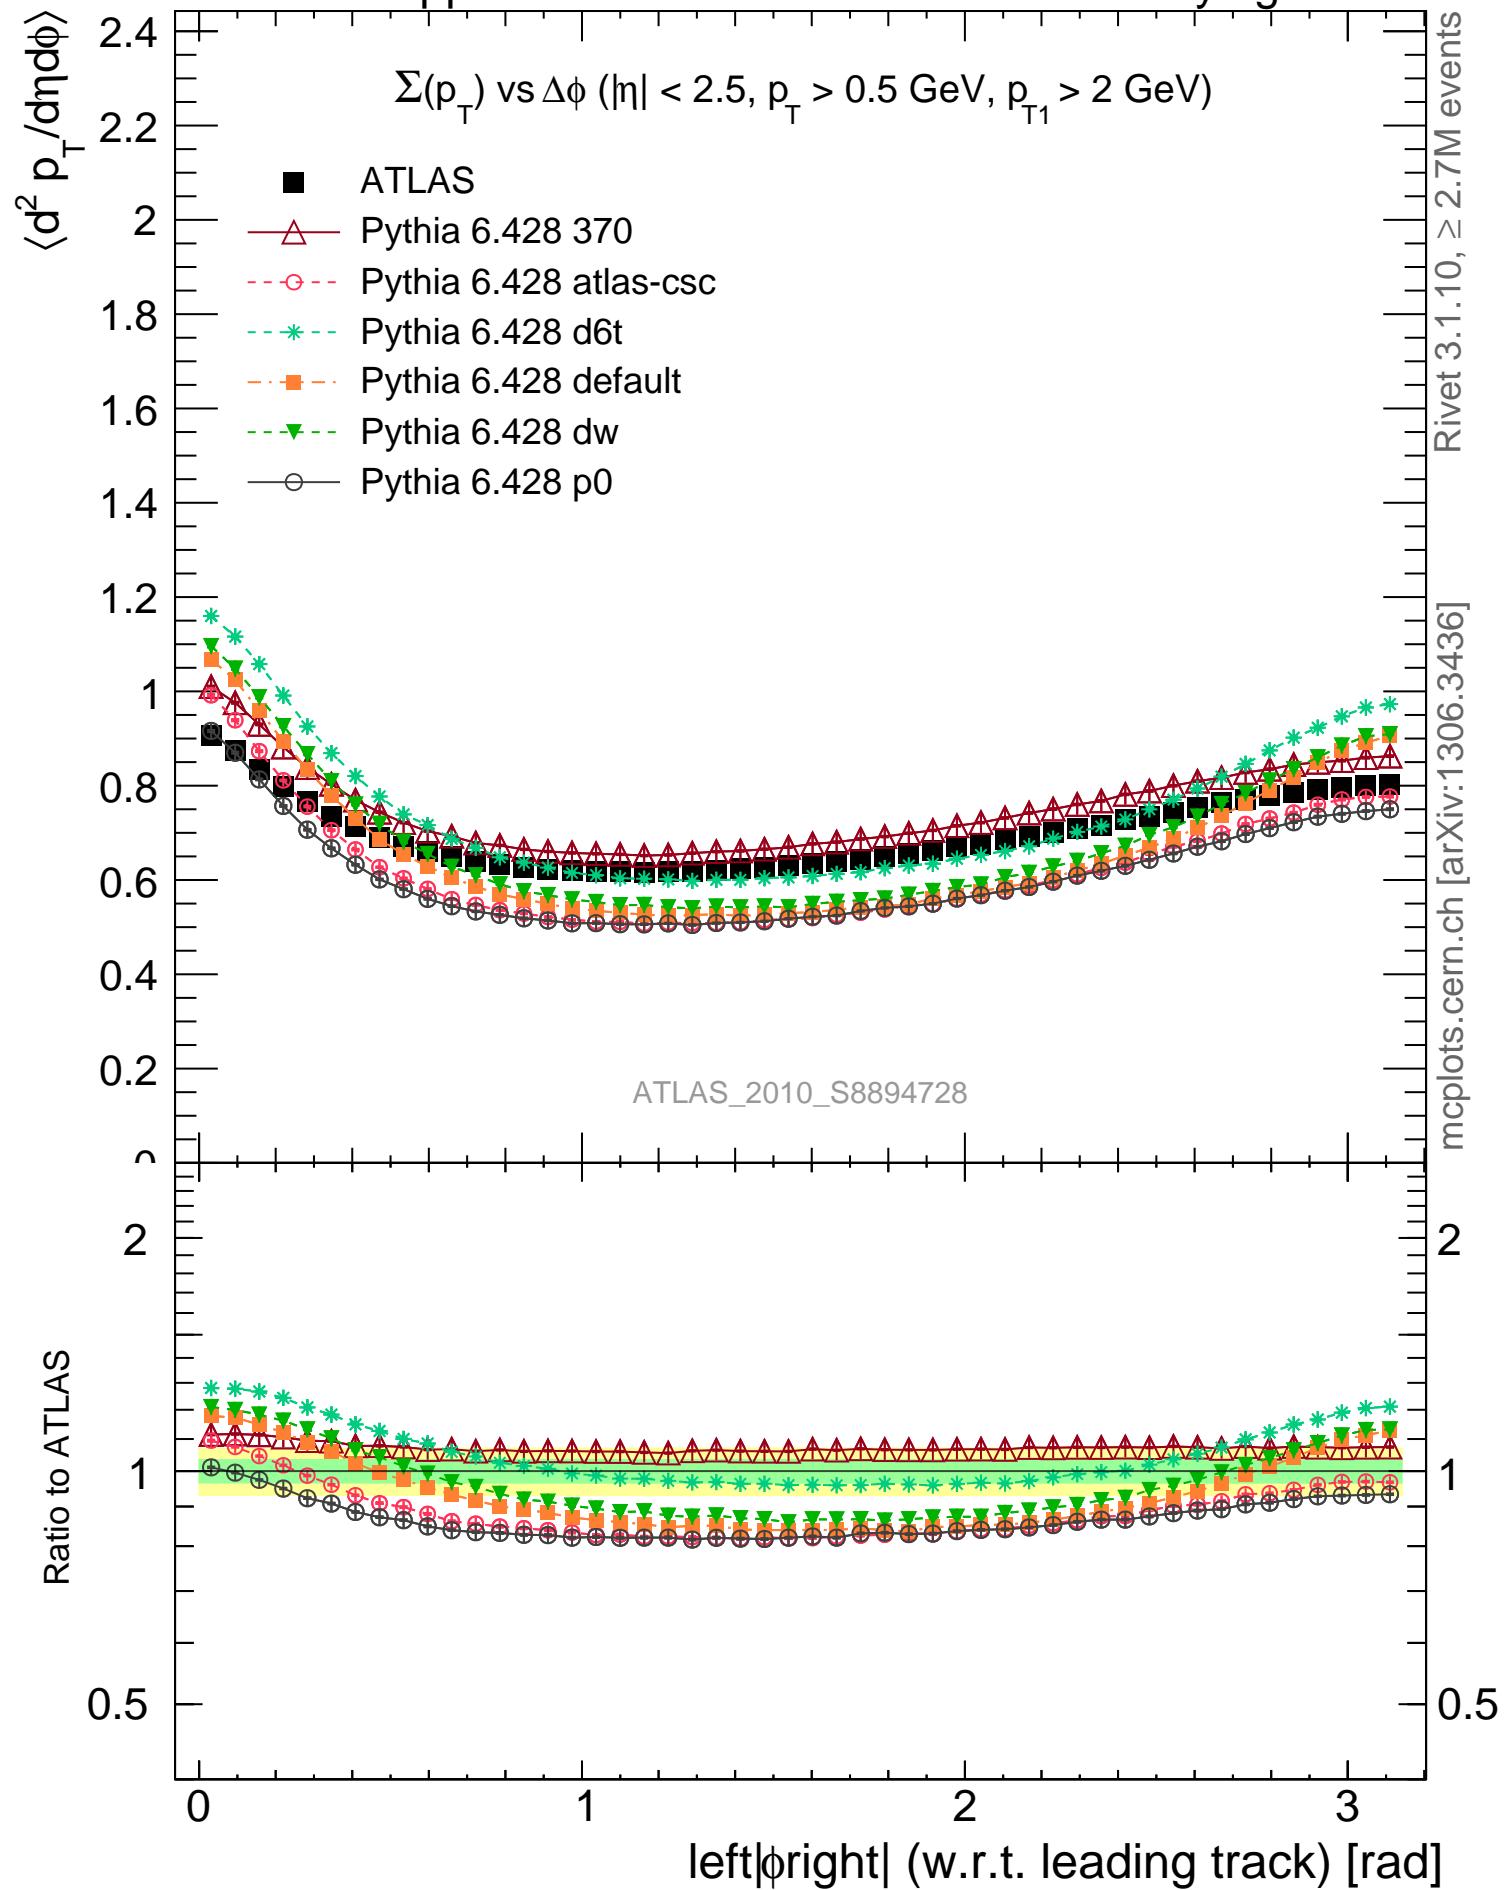 ⟨d² p_T/dηdϕ⟩
Σ(p_T) vs Δϕ (|η| < 2.5, p_T > 0.5 GeV, p_T1 > 2 GeV)
ATLAS
Pythia 6.428 370
Pythia 6.428 atlas-csc
Pythia 6.428 d6t
Pythia 6.428 default
Pythia 6.428 dw
Pythia 6.428 p0
2.4
2.2
2
1.8
1.6
1.4
1.2
1
0.8
0.6
0.4
0.2
0
ATLAS_2010_S8894728
Rivet 3.1.10, ≥ 2.7M events
mcplots.cern.ch [arXiv:1306.3436]
Ratio to ATLAS
2
1
0.5
2
1
0.5
0 1 2 3
left|ϕright| (w.r.t. leading track) [rad]